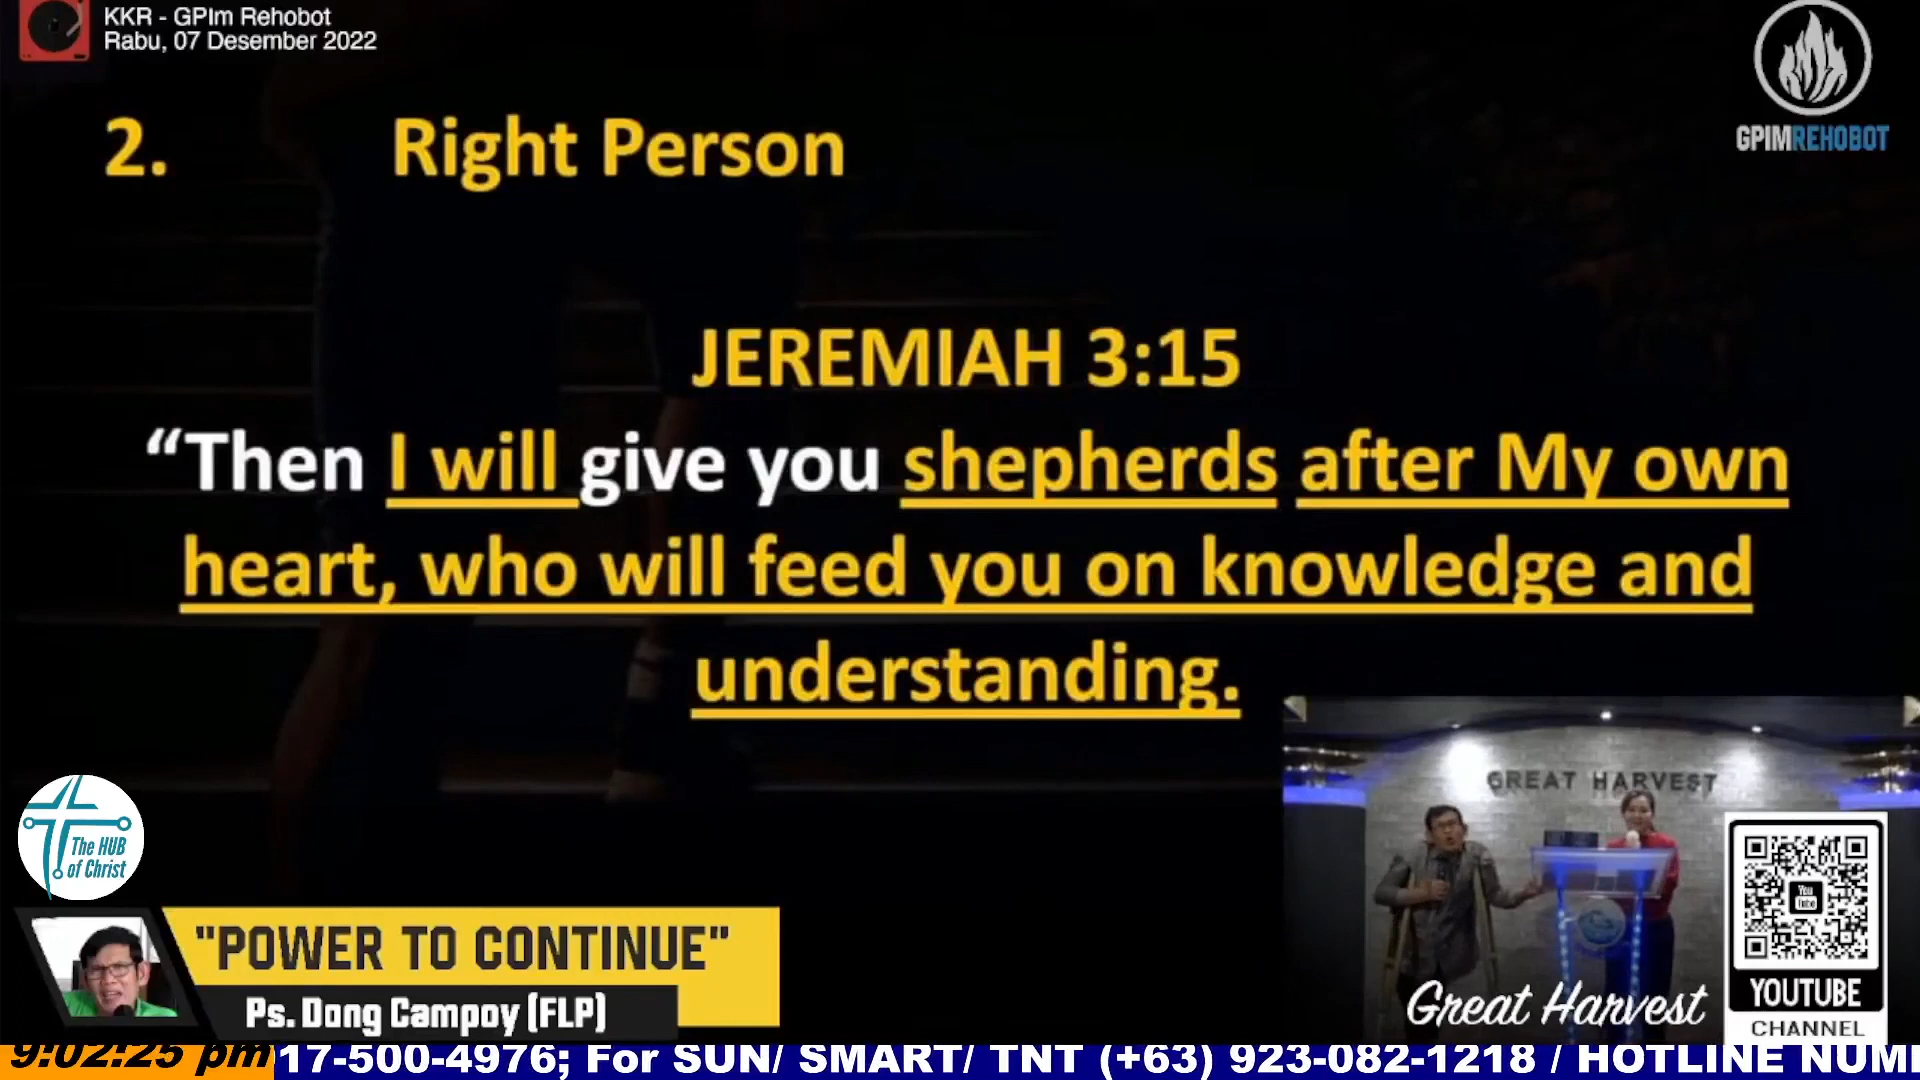 KKR - GPIm Rehobot
Rabu, 07 Desember 2022
GPIMREHOBOT
2. Right Person
JEREMIAH 3:15
“Then I will give you shepherds after My own
heart, who will feed you on knowledge and
understanding.
GREAT HARVEST
The HUB
of Christ
"POWER TO CONTINUE"
Ps. Dong Campoy (FLP)
Great Harvest
You
Tube
YOUTUBE
CHANNEL
9:02:25 pm
17-500-4976; For SUN/ SMART/ TNT (+63) 923-082-1218 / HOTLINE